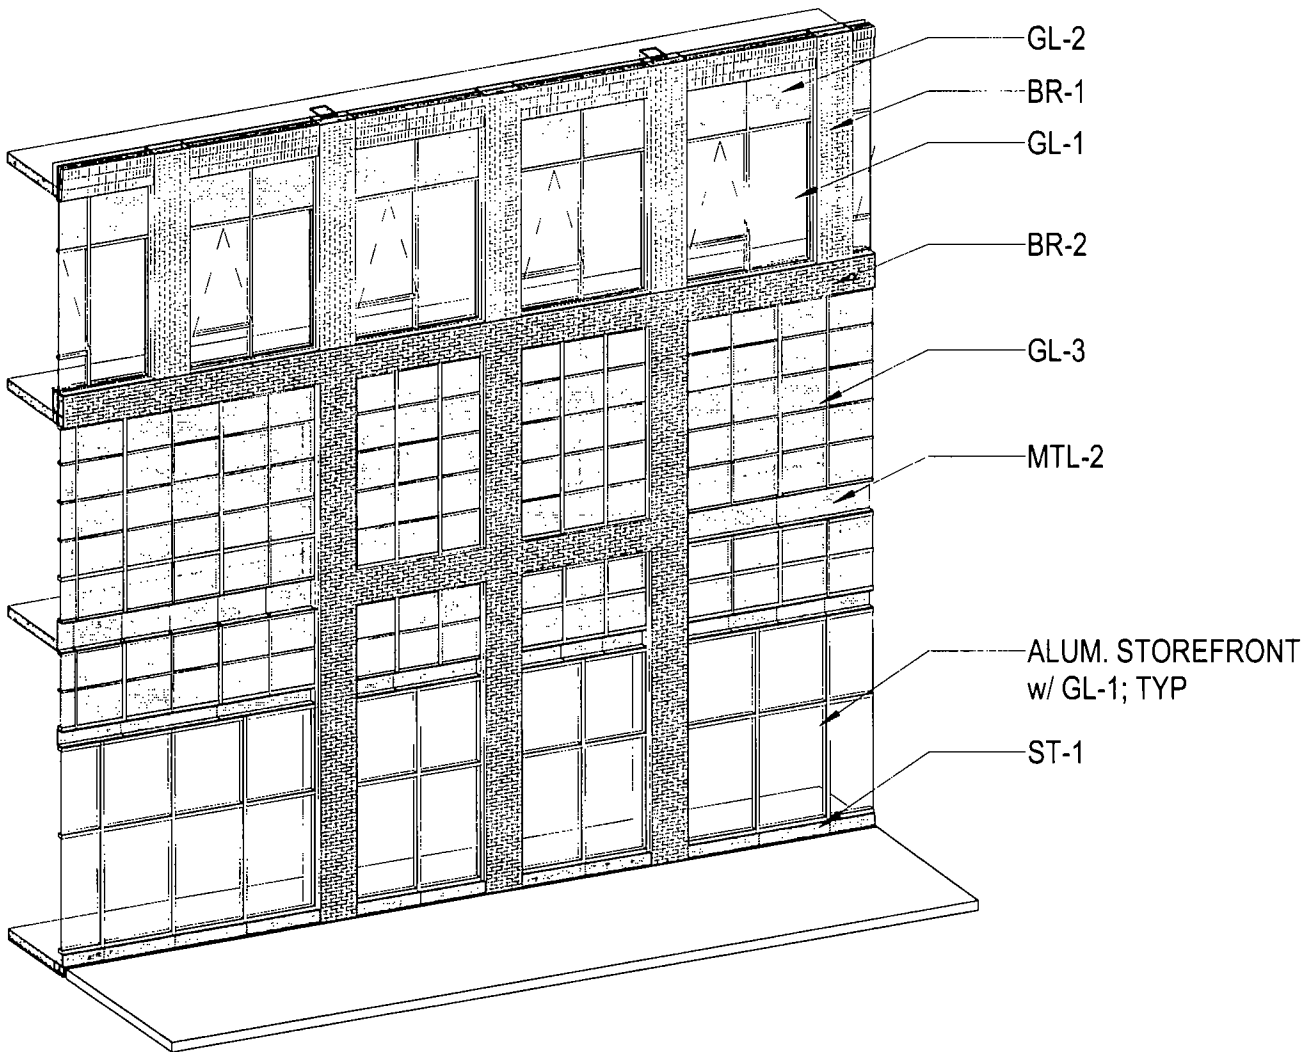 GL-2
BR-1
GL-1
BR-2
GL-3
MTL-2
ALUM. STOREFRONT
w/ GL-1; TYP
ST-1